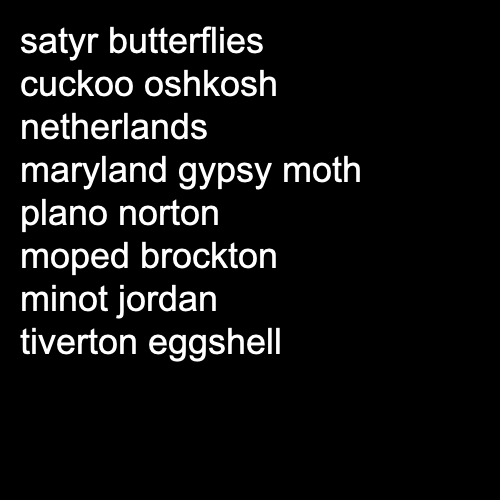 satyr butterflies
cuckoo oshkosh
netherlands
maryland gypsy moth
plano norton
moped brockton
minot jordan
tiverton eggshell